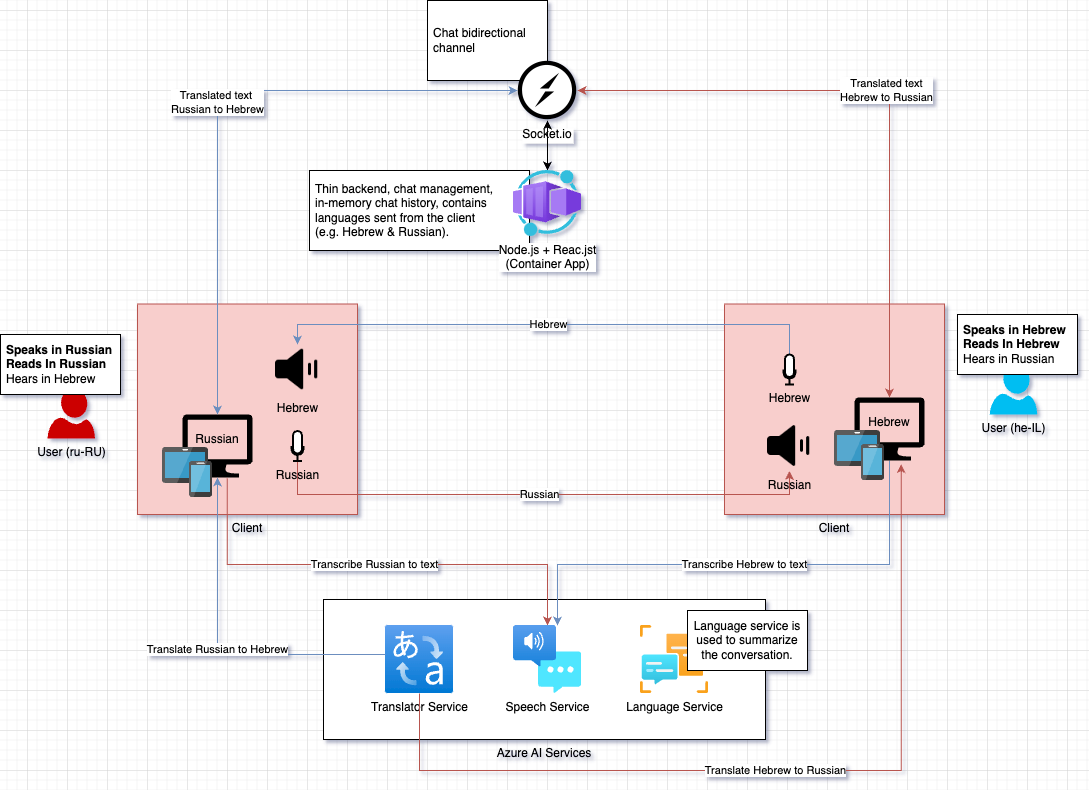 Chat bidirectional
channel
Translated text
Russian to Hebrew
Translated text
Hebrew to Russian
Socket.io
Thin backend, chat management,
in-memory chat history, contains
languages sent from the client
(e.g. Hebrew & Russian).
Node.js + Reac.jst
(Container App)
Hebrew
Speaks in Russian
Reads In Russian
Hears in Hebrew
User (ru-RU)
Hebrew
Russian
Russian
Client
Russian
Speaks in Hebrew
Reads In Hebrew
Hears in Russian
User (he-IL)
Hebrew
Hebrew
Russian
Client
Transcribe Russian to text
Transcribe Hebrew to text
Language service is
used to summarize
the conversation.
Translate Russian to Hebrew
あ
a
Translator Service
Speech Service
Language Service
Azure AI Services
Translate Hebrew to Russian